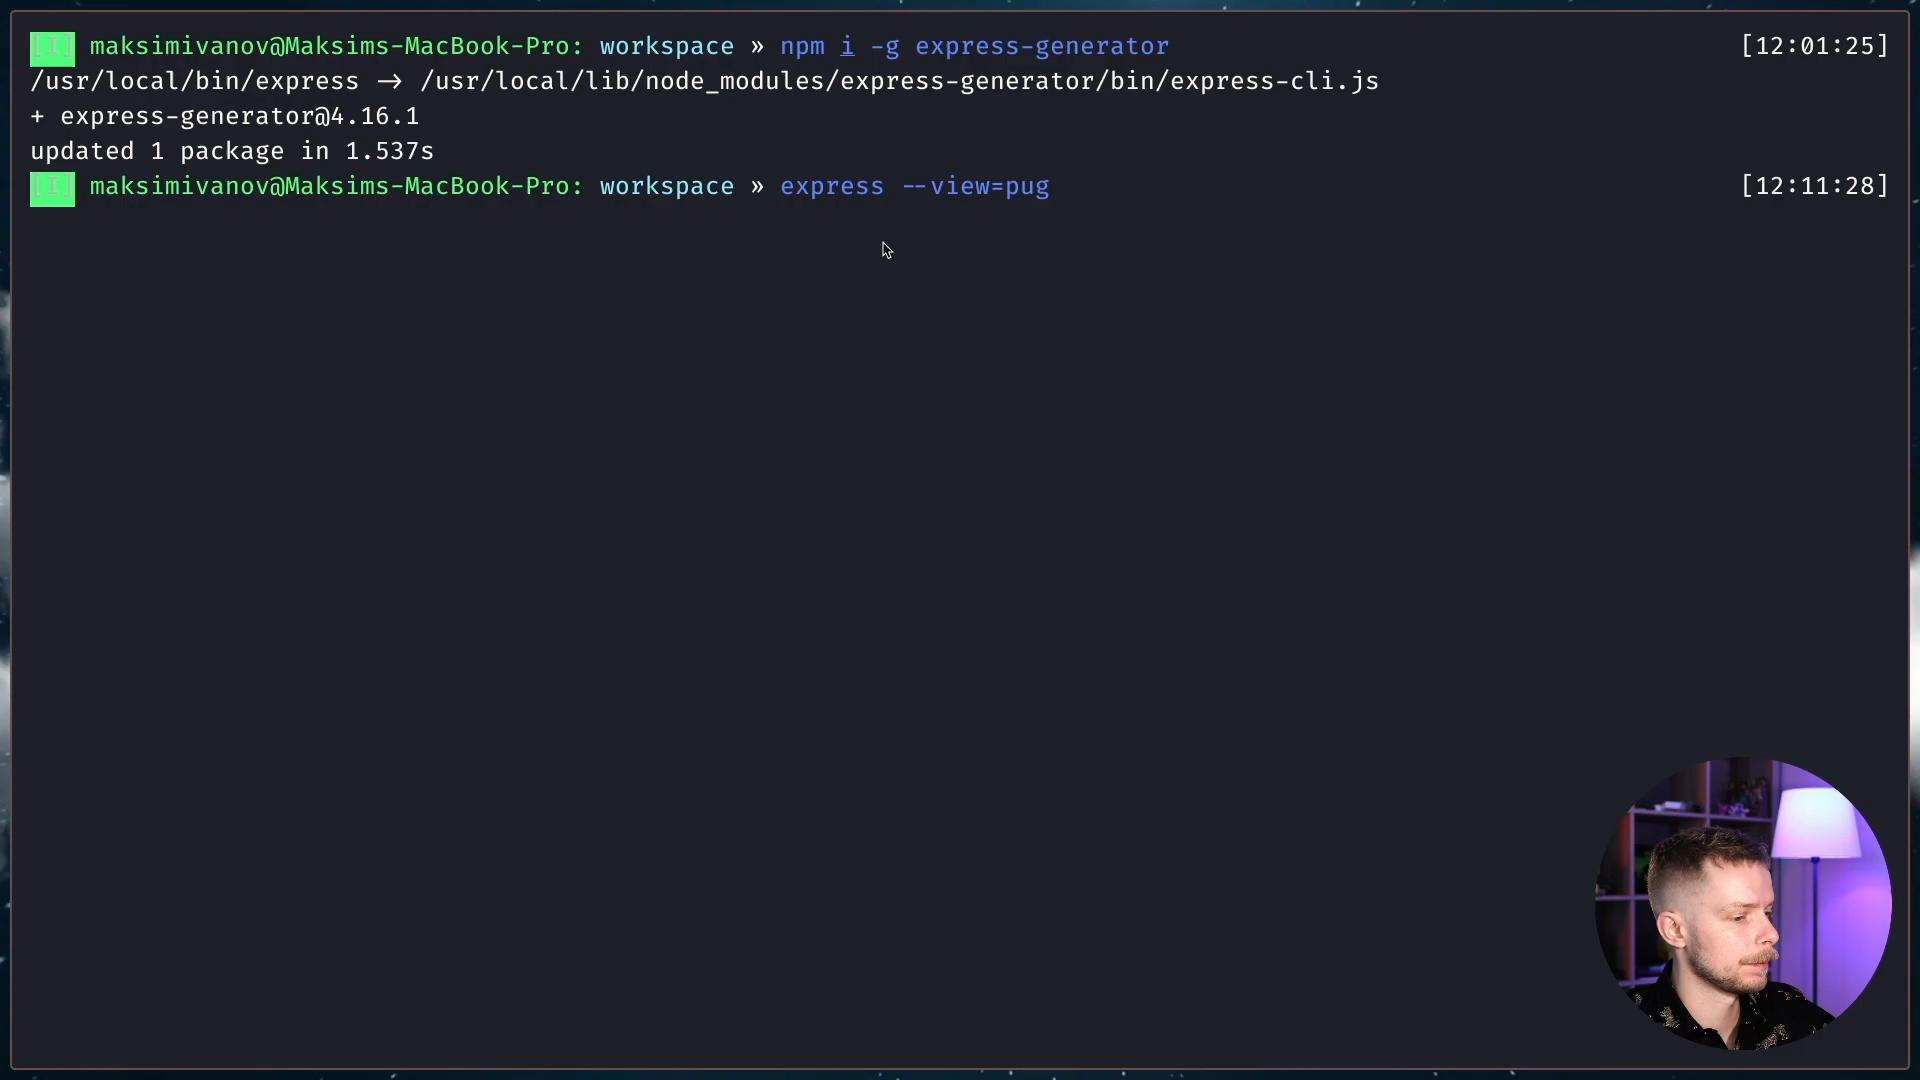 [I] maksimivanov@Maksims-MacBook-Pro: workspace » npm i -g express-generator [12:01:25]
/usr/local/bin/express -> /usr/local/lib/node_modules/express-generator/bin/express-cli.js
+ express-generator@4.16.1
updated 1 package in 1.537s
[I] maksimivanov@Maksims-MacBook-Pro: workspace » express --view=pug [12:11:28]